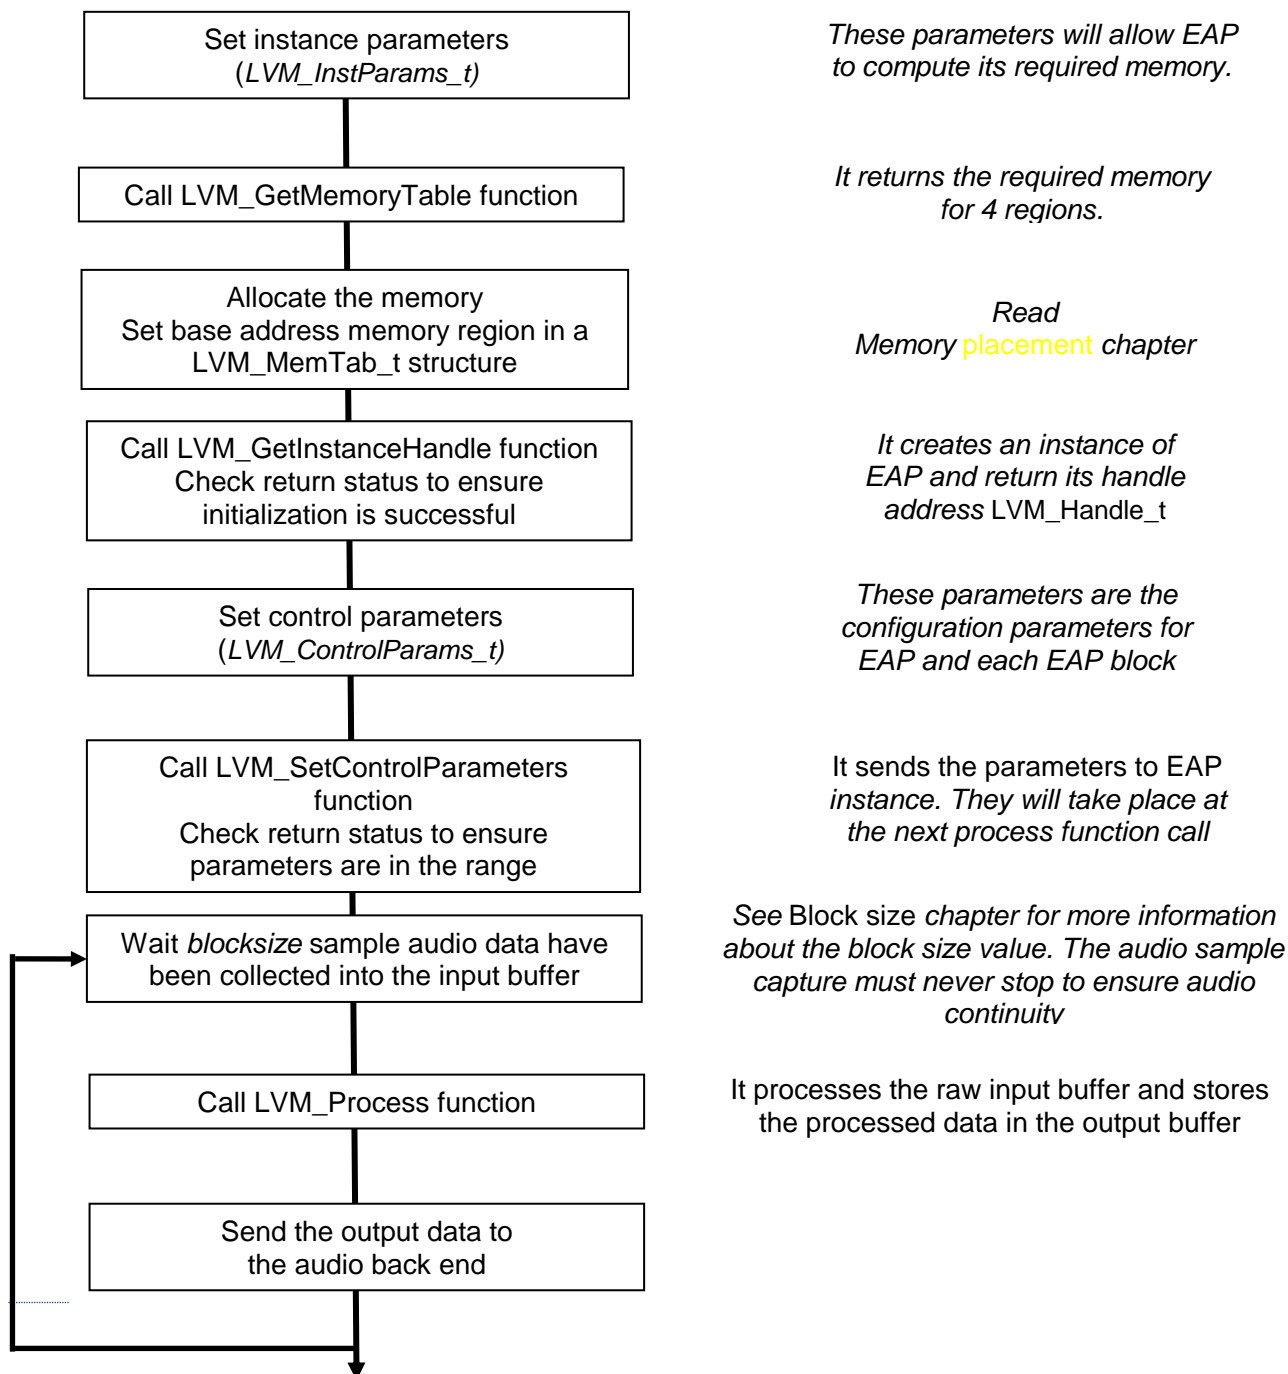 Set instance parameters
(LVM_InstParams_t)
These parameters will allow EAP
to compute its required memory.
Call LVM_GetMemoryTable function
It returns the required memory
for 4 regions.
Allocate the memory
Set base address memory region in a
LVM_MemTab_t structure
Read
Memory placement chapter
Call LVM_GetInstanceHandle function
Check return status to ensure
initialization is successful
It creates an instance of
EAP and return its handle
address LVM_Handle_t
Set control parameters
(LVM_ControlParams_t)
These parameters are the
configuration parameters for
EAP and each EAP block
Call LVM_SetControlParameters
function
Check return status to ensure
parameters are in the range
It sends the parameters to EAP
instance. They will take place at
the next process function call
Wait blocksize sample audio data have
been collected into the input buffer
See Block size chapter for more information
about the block size value. The audio sample
capture must never stop to ensure audio
continuity
Call LVM_Process function
It processes the raw input buffer and stores
the processed data in the output buffer
Send the output data to
the audio back end